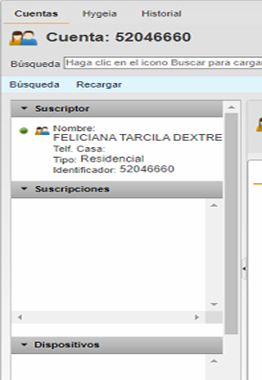 Cuentas Hygeia Historial
Cuenta: 52046660
Búsqueda Haga clic en el icono Buscar para
Búsqueda Recargar
Suscriptor
Nombre:
FELICIANA TARCILA DEXTRE
Telf. Casa:
Tipo: Residencial
Identificador: 52046660
Suscripciones
Dispositivos